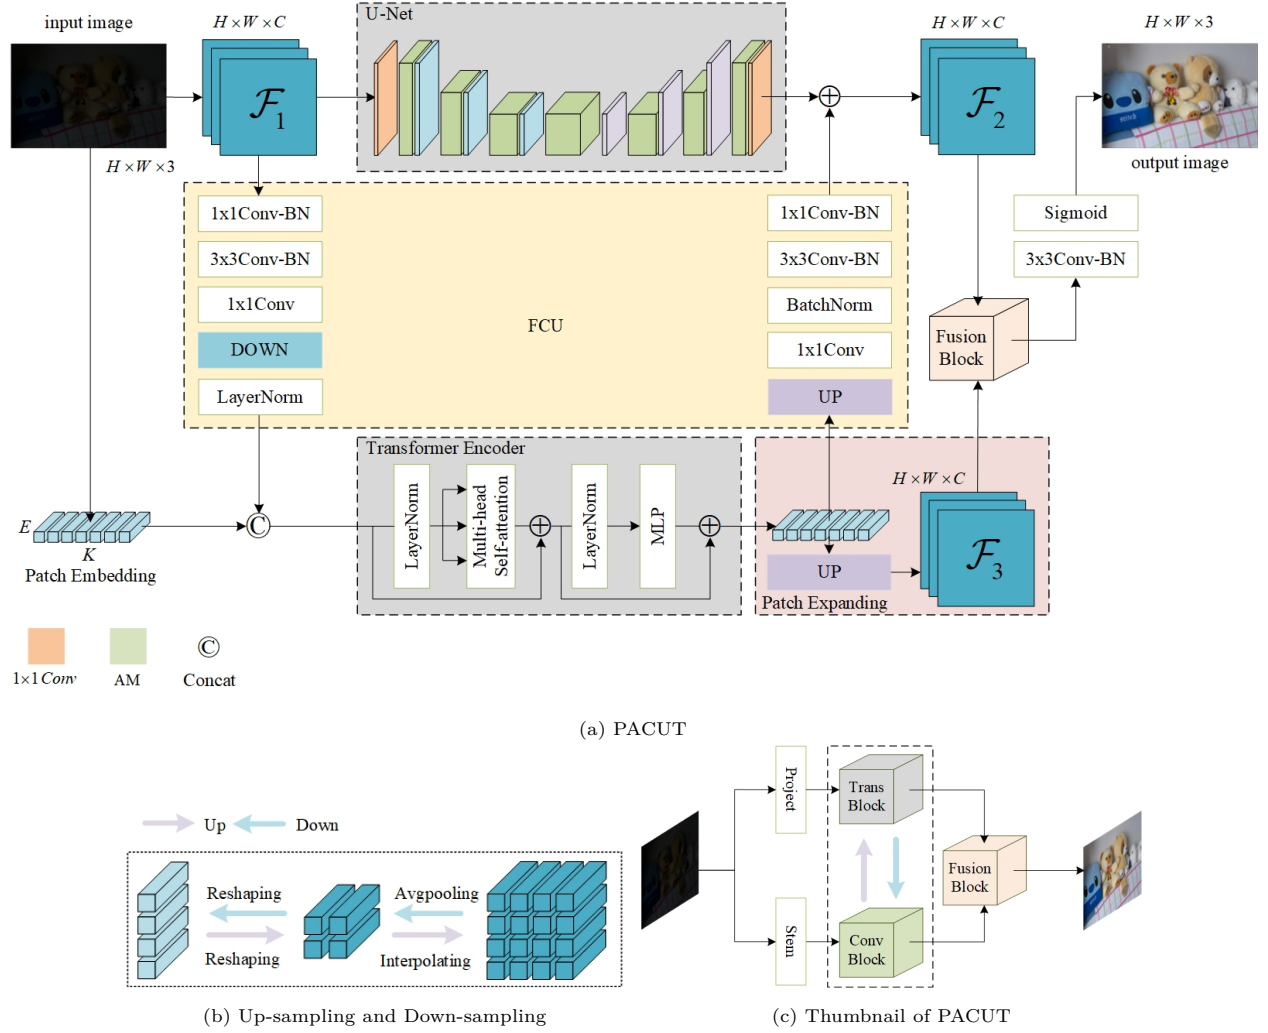 input image
H×W×C
U-Net
H×W×C
H×W×3
F1
F2
stitch
output image
H×W×3
1x1Conv-BN
3x3Conv-BN
1x1Conv
DOWN
LayerNorm
FCU
1x1Conv-BN
3x3Conv-BN
BatchNorm
1x1Conv
UP
Sigmoid
3x3Conv-BN
Fusion
Block
Transformer Encoder
LayerNorm
Multi-head
Self-attention
LayerNorm
MLP
H×W×C
E
K
Patch Embedding
C
UP
Patch Expanding
F3
1×1Conv
AM
C
Concat
(a) PACUT
Up
Down
Reshaping
Avgpooling
Reshaping
Interpolating
(b) Up-sampling and Down-sampling
Project
Trans
Block
Fusion
Block
Stem
Conv
Block
(c) Thumbnail of PACUT